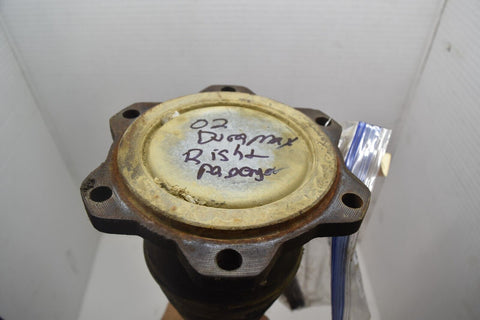 02
Duramax
Right
passenger